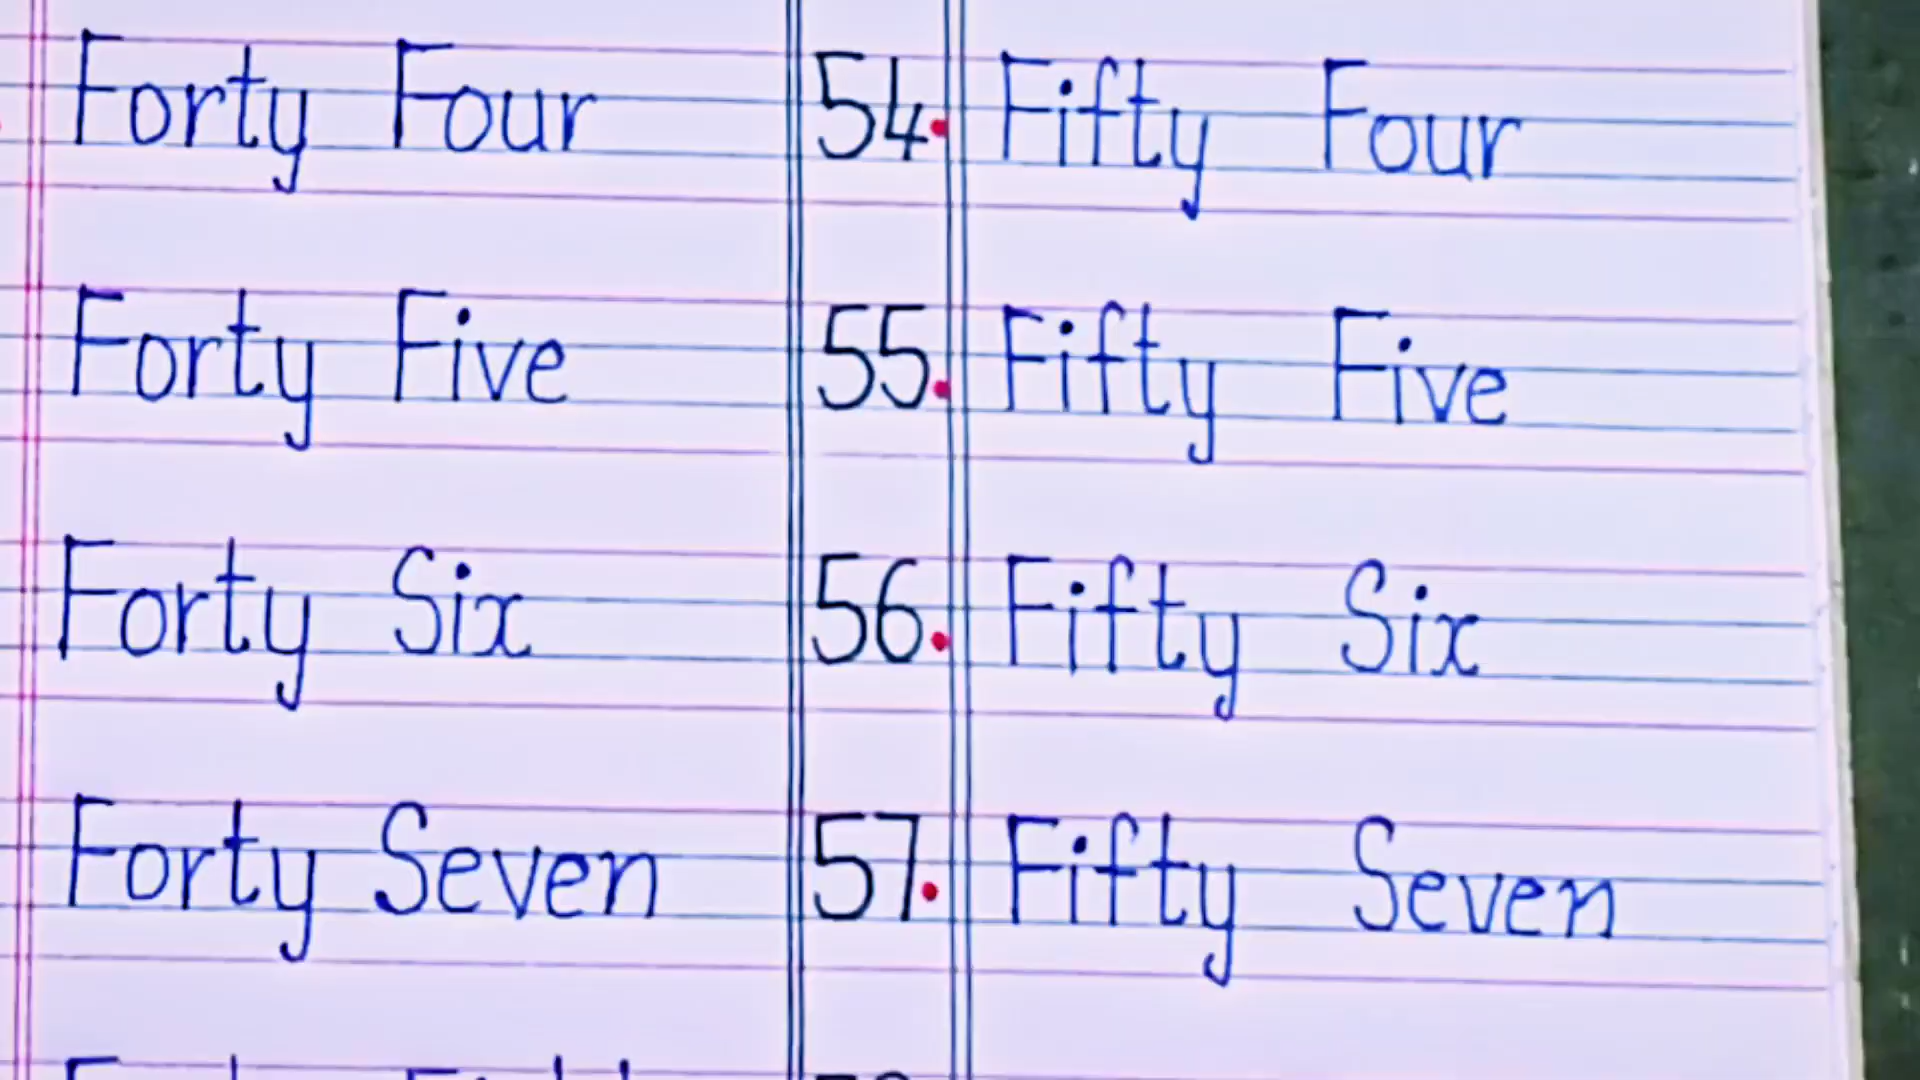 Forty Four 54. Fifty Four
Forty Five 55. Fifty Five
Forty Six 56. Fifty Six
Forty Seven 57. Fifty Seven